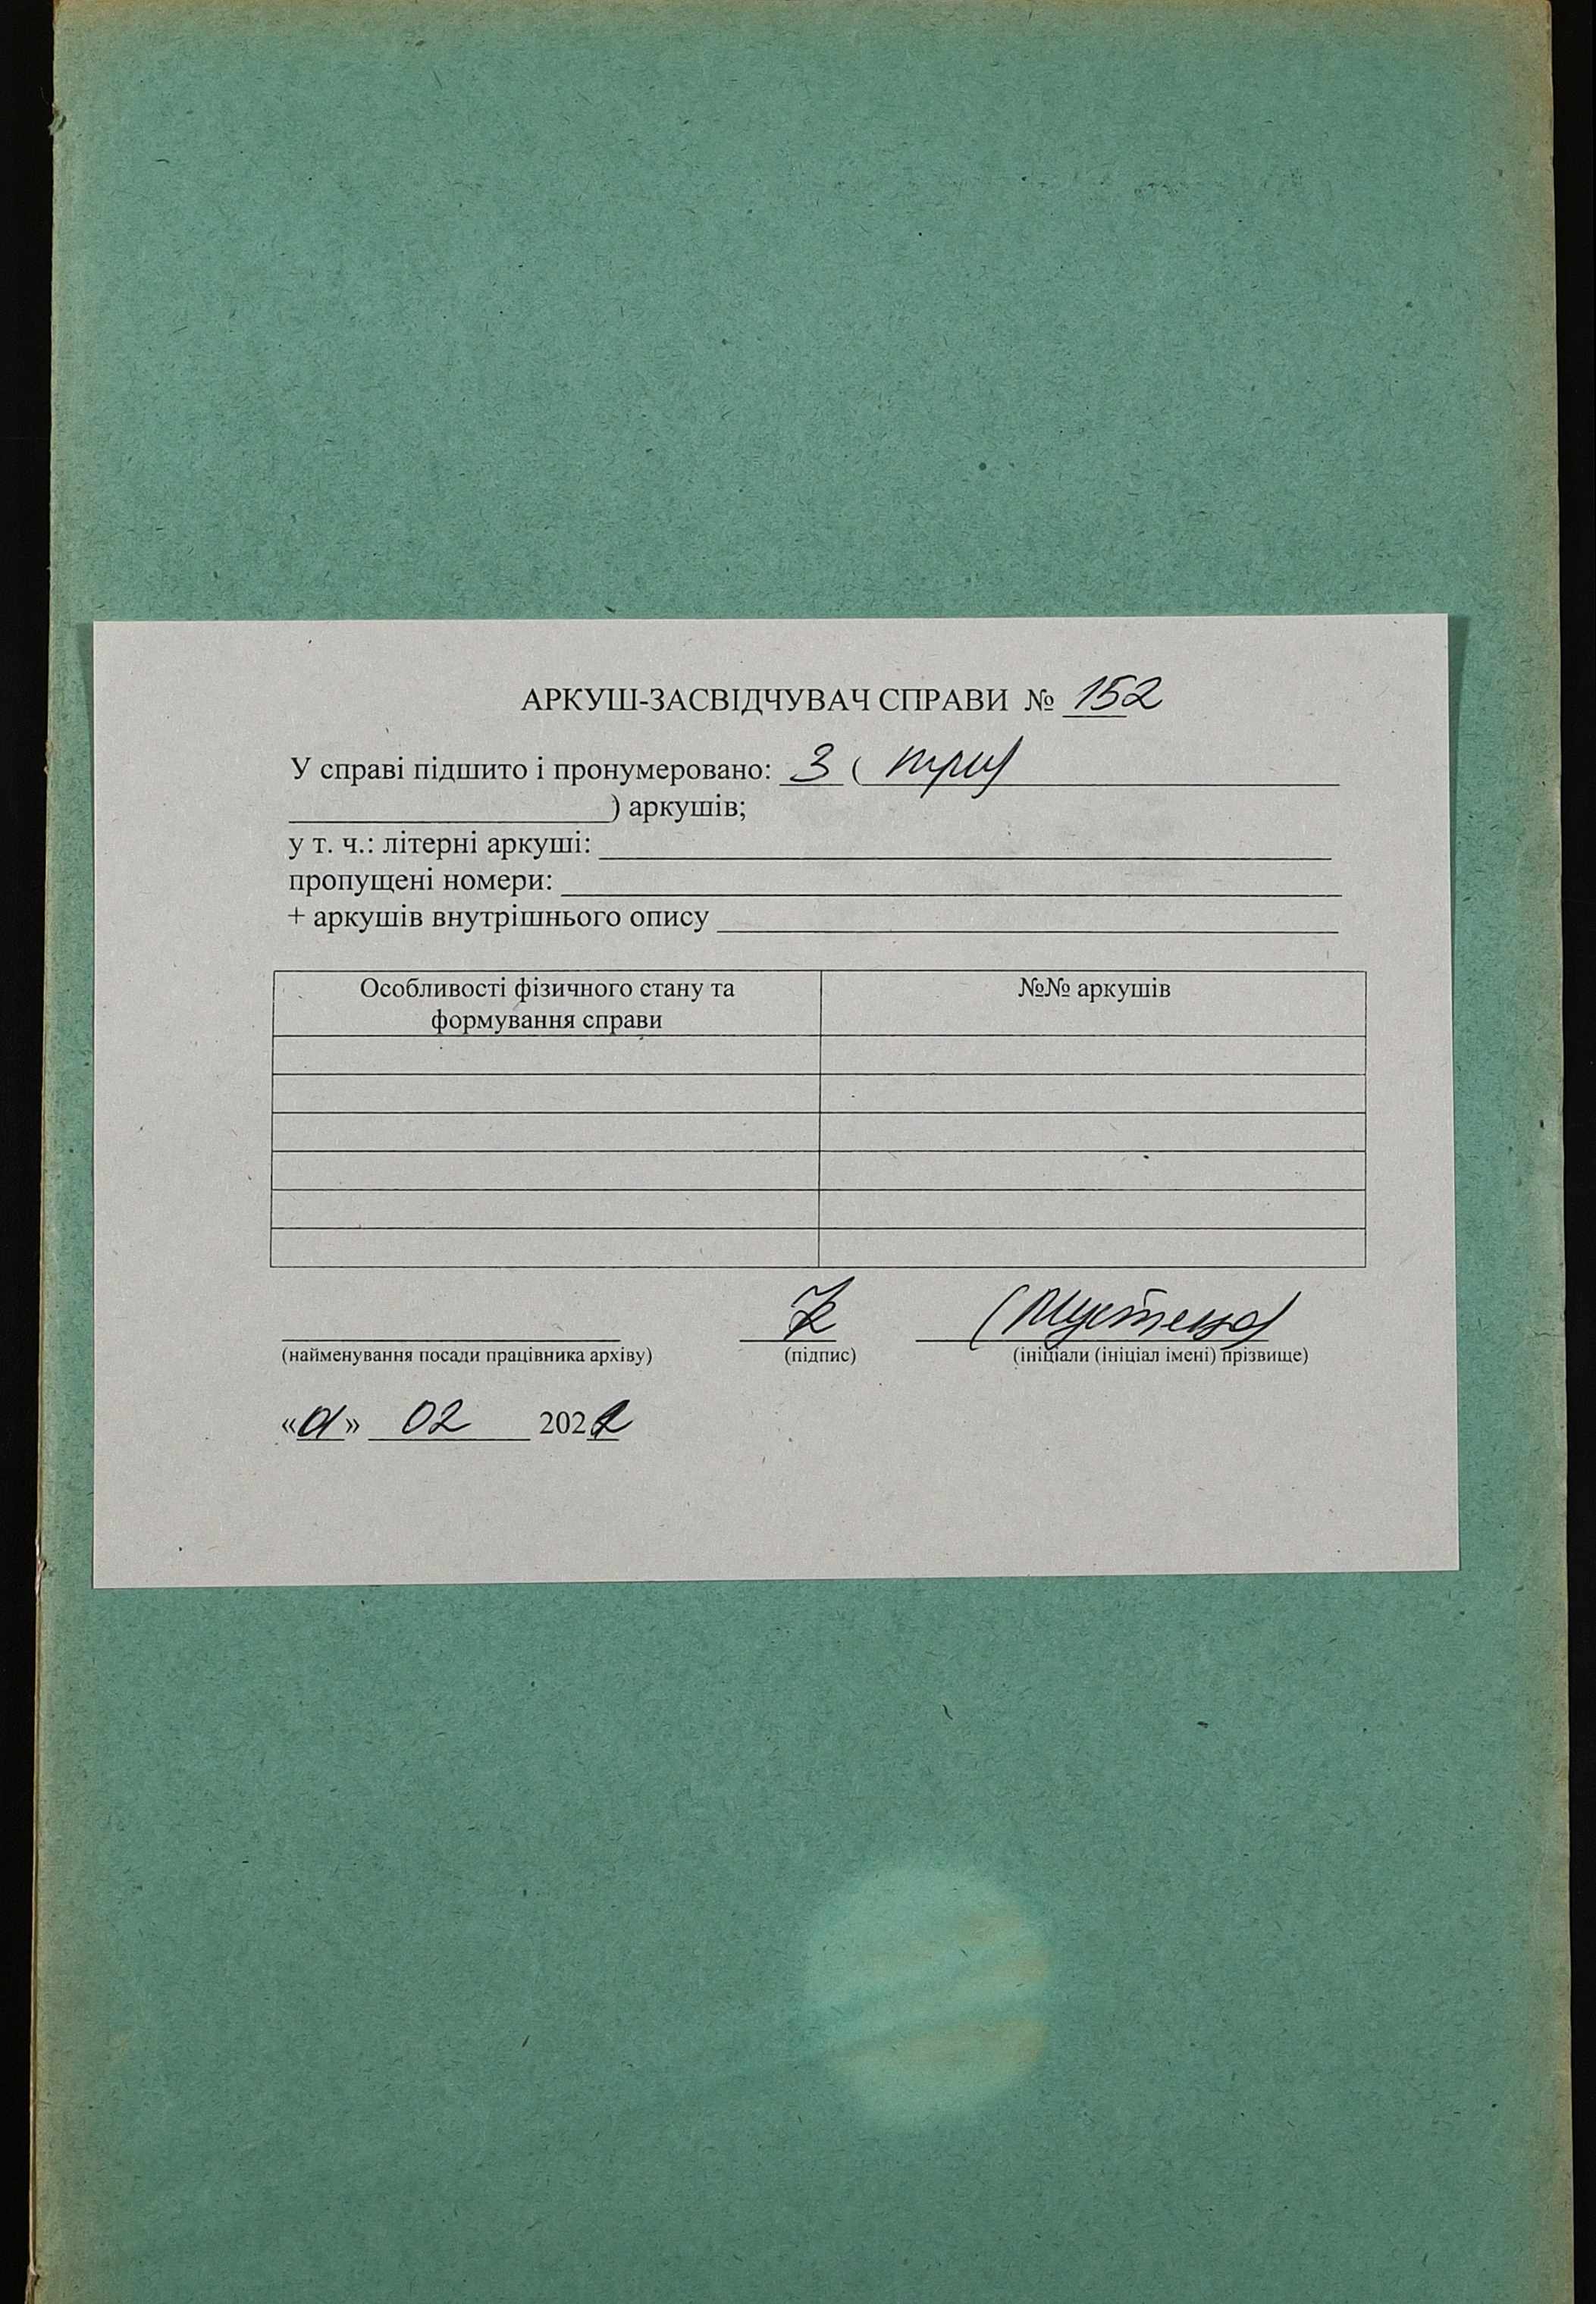 АРКУШ-ЗАСВІДЧУВАЧ СПРАВИ № 152
У справі підшито і пронумеровано: 3 ( три)
) аркушів;
у т. ч.: літерні аркуші:
пропущені номери:
+ аркушів внутрішнього опису
Особливості фізичного стану та
формування справи
№№ аркушів
(найменування посади працівника архіву)
(підпис)
(ініціали (ініціал імені) прізвище)
«01» 02 202